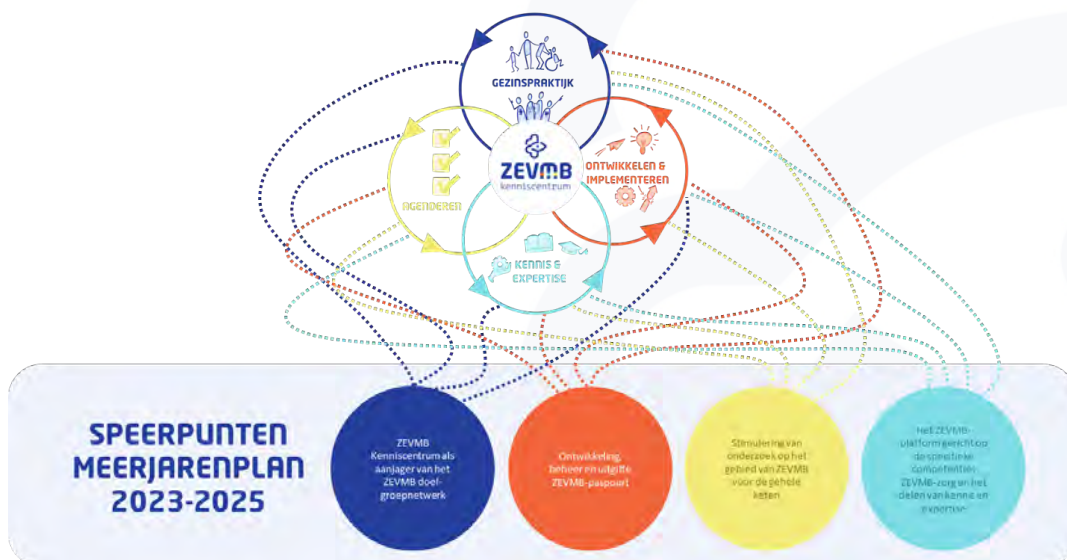 GEZINSPRAKTIJK
ZEVMB
kenniscentrum
ONTWIKKELEN &
IMPLEMENTEREN
AGENDEREN
KENNIS &
EXPERTISE
SPEERPUNTEN
MEERJARENPLAN
2023-2025
ZEVMB
Kenniscentrum als
aanjager van het
ZEVMB doel-
groepnetwerk
Ontwikkeling,
beheer en uitgifte
ZEVMB-paspoort
Stimulering van
onderzoek op het
gebied van ZEVMB
voor de gehele
keten
Het ZEVMB-
platform gericht op
de specifieke
competenties
ZEVMB-zorg en het
delen van kennis en
expertise